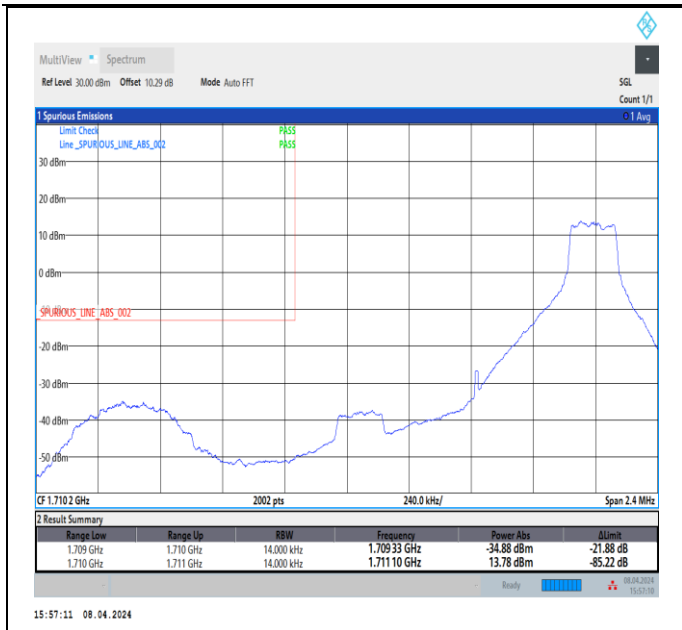 MultiView Spectrum
Ref Level 30.00 dBm Offset 10.29 dB Mode Auto FFT SGL
Count 1/1
1 Spurious Emissions 1 Avg
Limit Check PASS
Line _SPURIOUS_LINE_ABS_002 PASS
30 dBm
20 dBm
10 dBm
0 dBm
_SPURIOUS_LINE_ABS_002
-20 dBm
-30 dBm
-40 dBm
-50 dBm
CF 1.710 2 GHz 2002 pts 240.0 kHz/ Span 2.4 MHz
2 Result Summary
Range Low Range Up RBW Frequency Power Abs ΔLimit
1.709 GHz 1.710 GHz 14.000 kHz 1.709 33 GHz -34.88 dBm -21.88 dB
1.710 GHz 1.711 GHz 14.000 kHz 1.711 10 GHz 13.78 dBm -85.22 dB
Ready 08.04.2024
15:57:10
15:57:11 08.04.2024